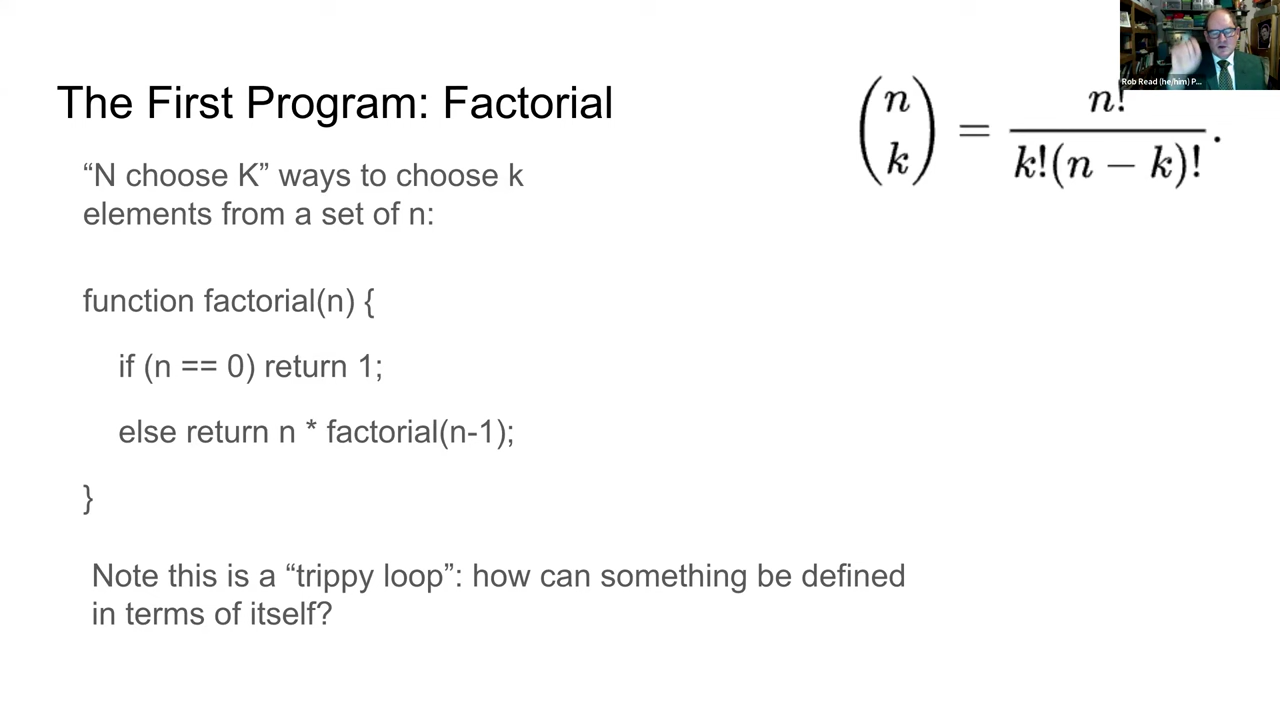 The First Program: Factorial
“N choose K” ways to choose k
elements from a set of n:
function factorial(n) {
if (n == 0) return 1;
else return n * factorial(n-1);
}
Note this is a “trippy loop”: how can something be defined
in terms of itself?
(n k) = n! / k!(n − k)! .
Rob Read (he/him) P...